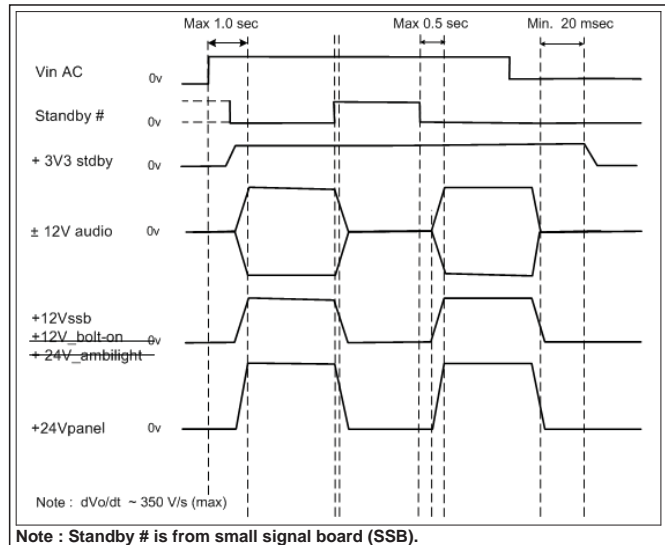 Max 1.0 sec Max 0.5 sec Min. 20 msec
Vin AC 0v
Standby # 0v
+ 3V3 stdby 0v
± 12V audio 0v
+12Vssb
+12V_bolt-on 0v
+ 24V_ambilight
+24Vpanel 0v
Note : dVo/dt ~ 350 V/s (max)
Note : Standby # is from small signal board (SSB).